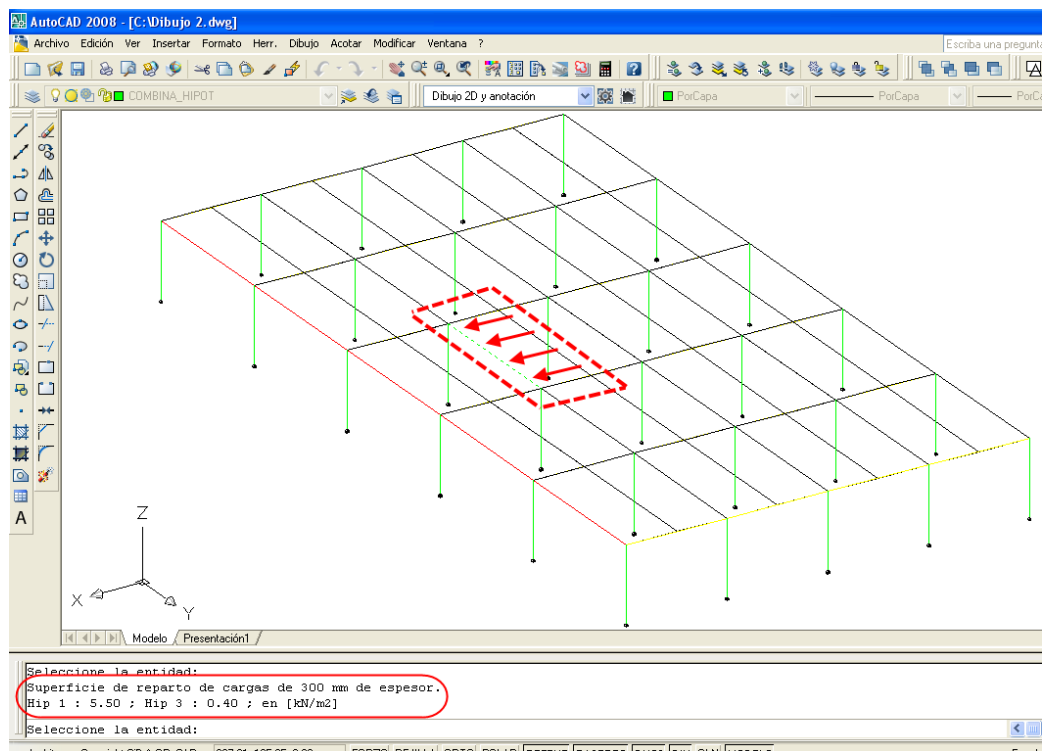 AutoCAD 2008 - [C:\Dibujo 2.dwg]
Archivo Edición Ver Insertar Formato Herr. Dibujo Acotar Modificar Ventana ?
Escriba una pregunta
COMBINA_HIPOT
Dibujo 2D y anotación
PorCapa
PorCapa
PorCa
A
Z
X
Y
Modelo
Presentación1
Seleccione la entidad:
Superficie de reparto de cargas de 300 mm de espesor.
Hip 1 : 5.50 ; Hip 3 : 0.40 ; en [kN/m2]
Seleccione la entidad: